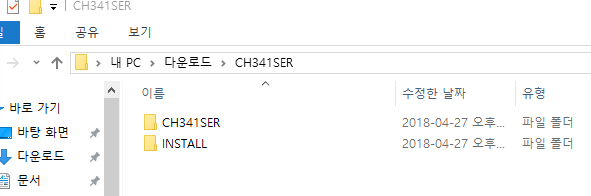 CH341SER
홈 공유 보기
내 PC 다운로드 CH341SER
이름 수정한 날짜 유형
바로 가기
CH341SER 2018-04-27 오후... 파일 폴더
바탕 화면
INSTALL 2018-04-27 오후... 파일 폴더
다운로드
문서